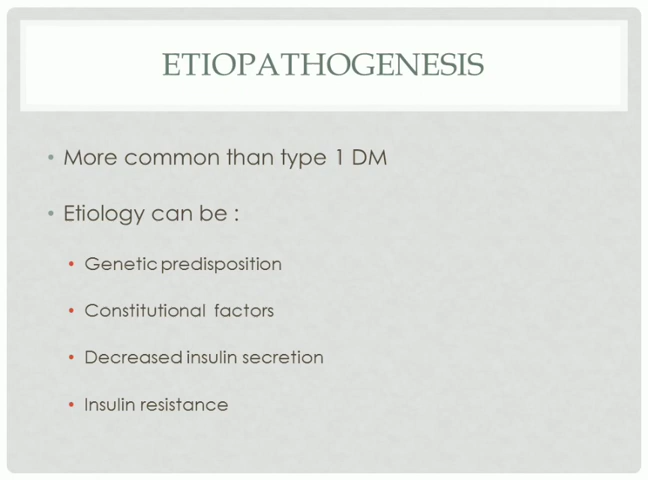 ETIOPATHOGENESIS
• More common than type 1 DM
• Etiology can be :
• Genetic predisposition
• Constitutional factors
• Decreased insulin secretion
• Insulin resistance